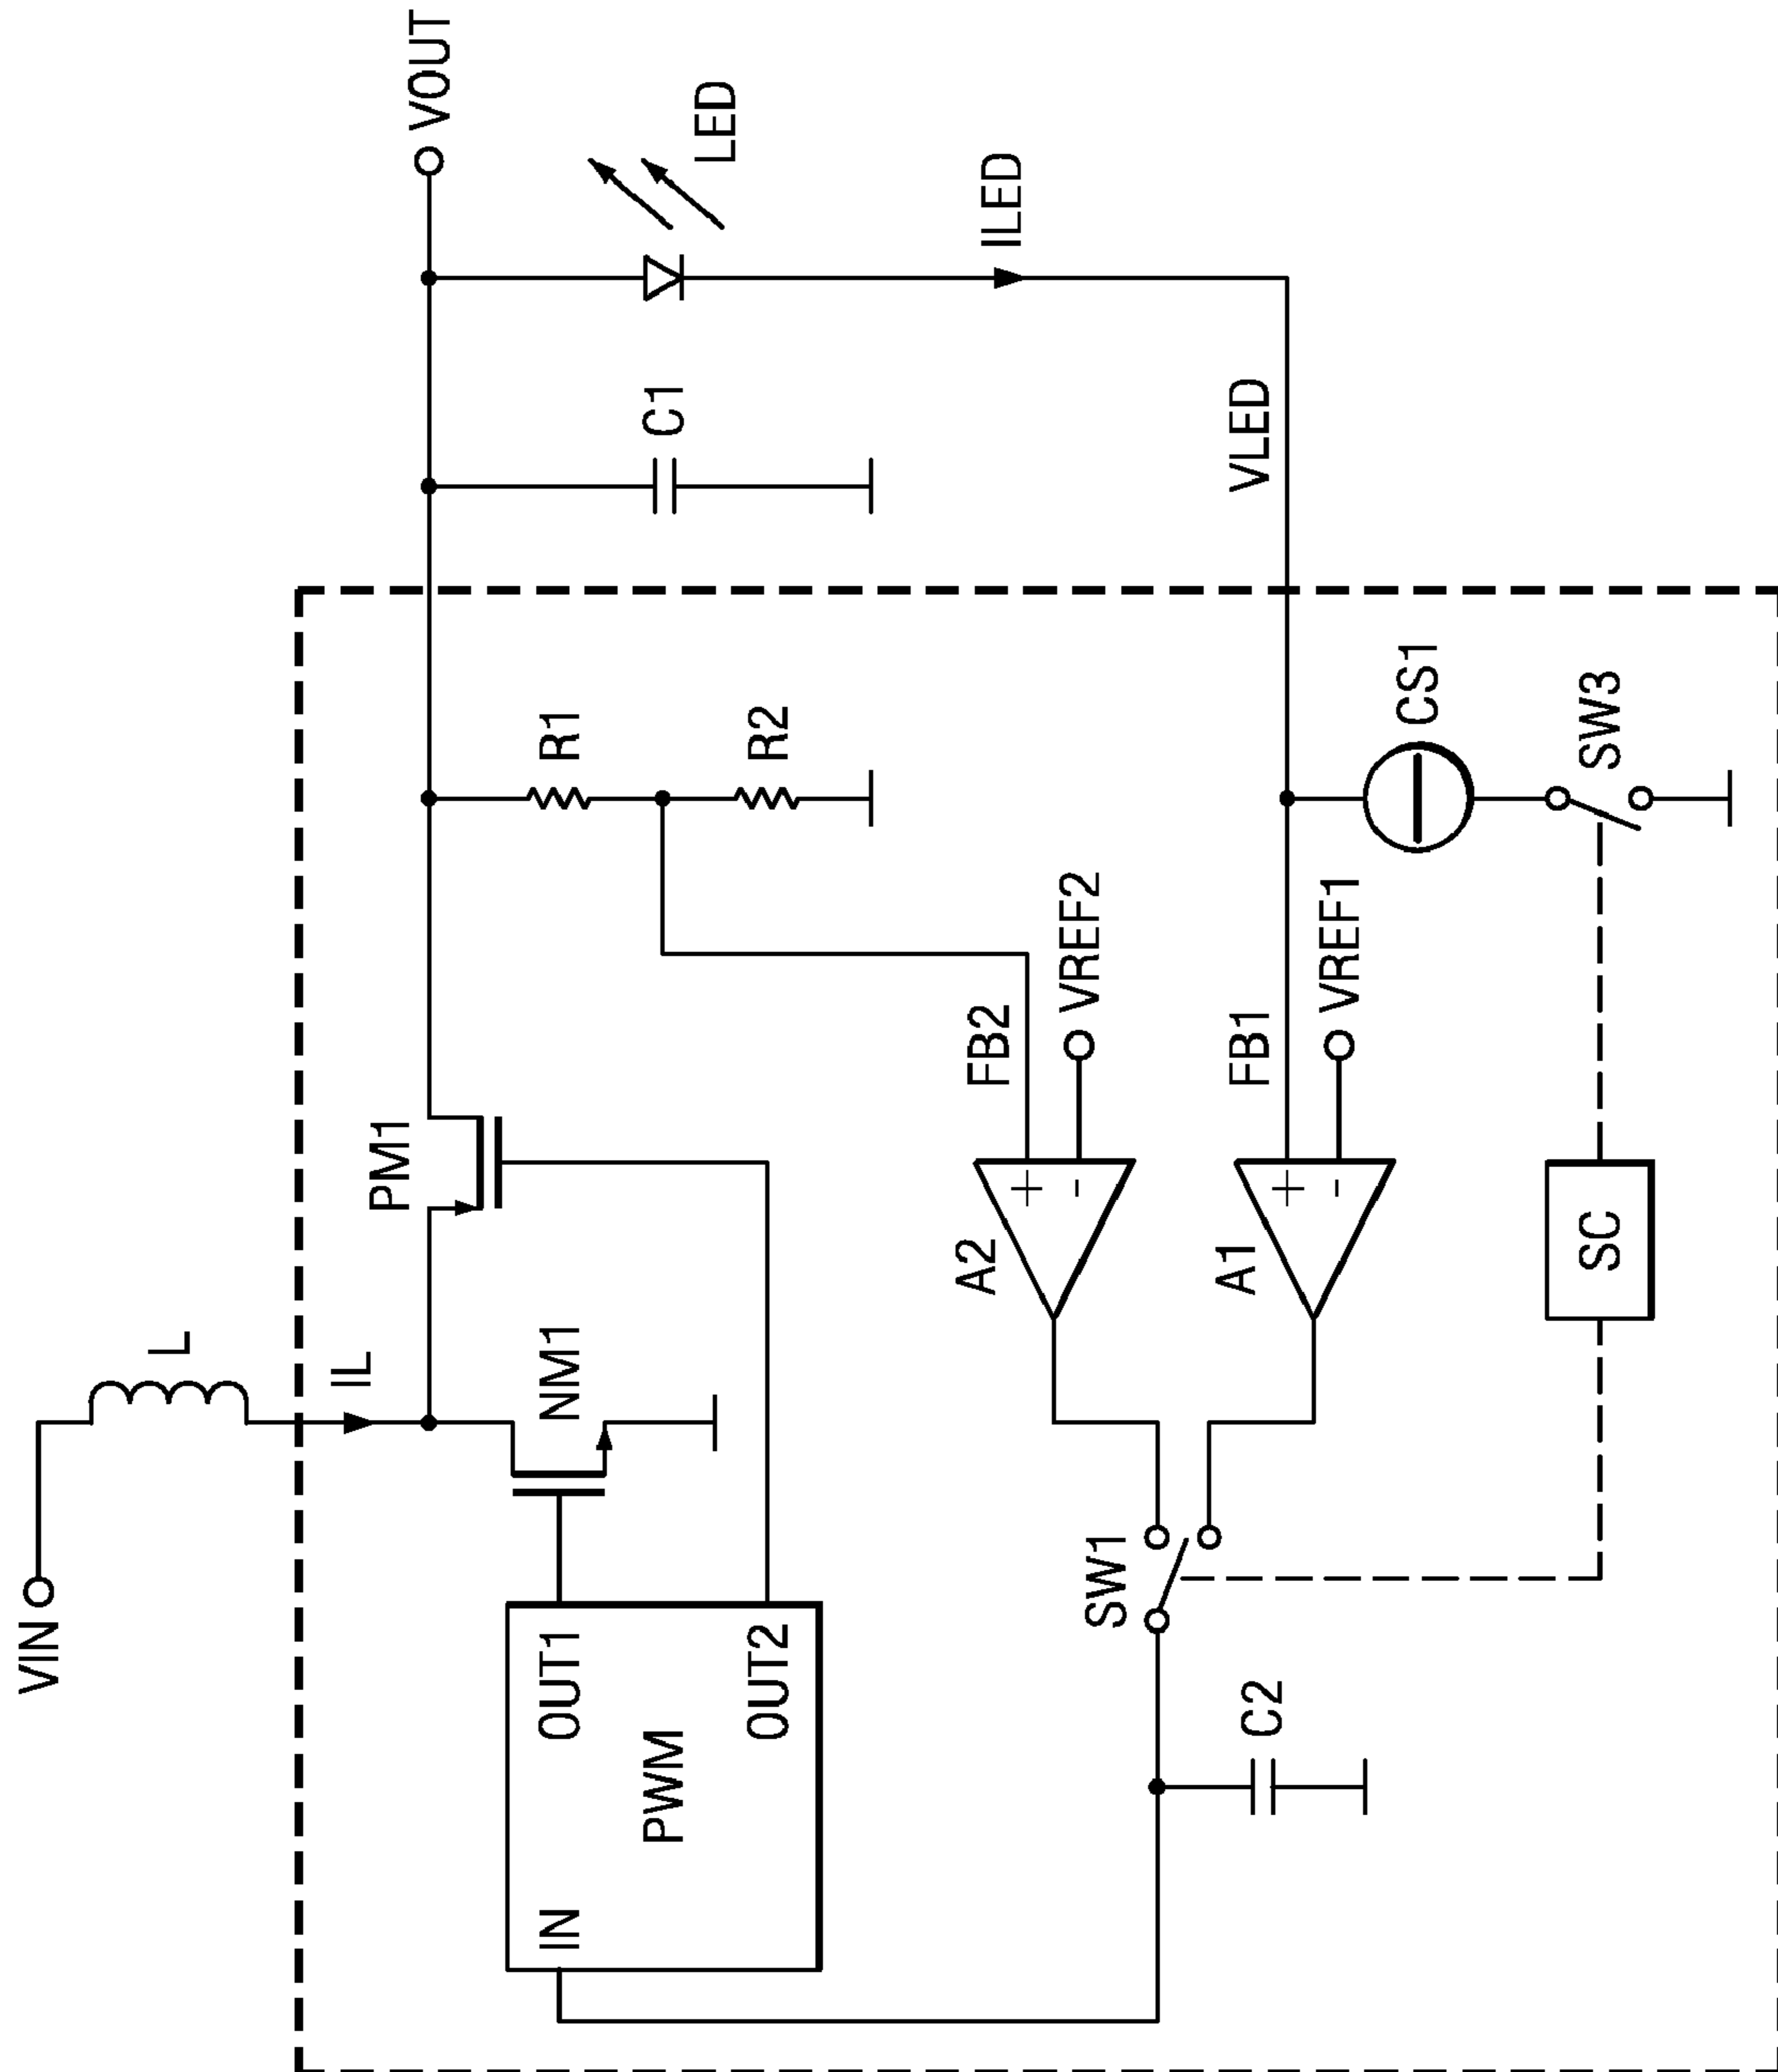 VIN
L
IL
VOUT
PM1
NM1
OUT1
OUT2
PWM
IN
R1
R2
C1
LED
ILED
VLED
FB2
VREF2
A2
+
-
FB1
VREF1
A1
+
-
SW1
C2
CS1
SW3
SC